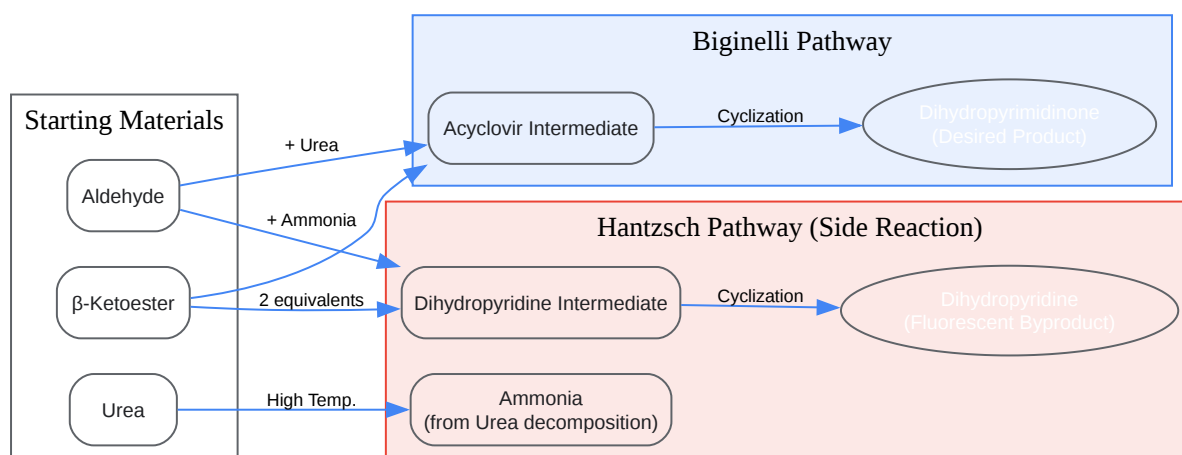 Biginelli Pathway
Starting Materials
Acyclovir Intermediate
Cyclization
Dihydropyrimidinone
(Desired Product)
+ Urea
Aldehyde
+ Ammonia
Hantzsch Pathway (Side Reaction)
β-Ketoester
2 equivalents
Dihydropyridine Intermediate
Cyclization
Dihydropyridine
(Fluorescent Byproduct)
Urea
High Temp.
Ammonia
(from Urea decomposition)